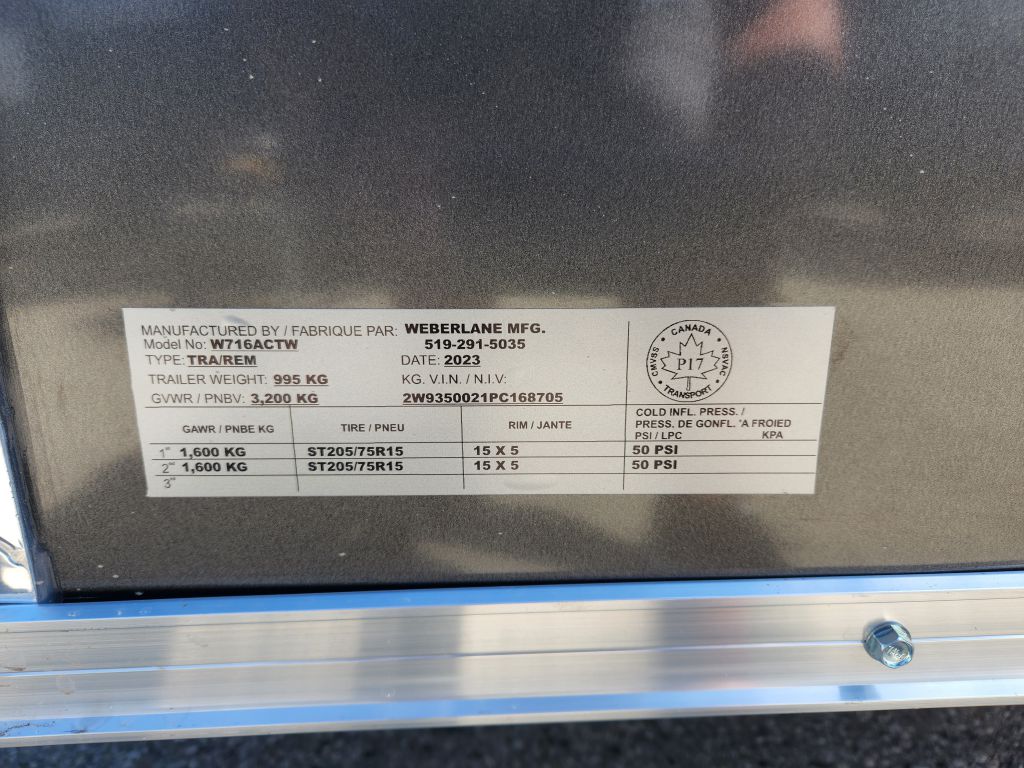 MANUFACTURED BY / FABRIQUE PAR: WEBERLANE MFG.
Model No: W716ACTW 519-291-5035
TYPE: TRA/REM DATE: 2023
TRAILER WEIGHT: 995 KG KG. V.I.N. / N.I.V:
GVWR / PNBV: 3,200 KG 2W9350021PC168705
CANADA
CMVSS P17 NSVAC
TRANSPORT
GAWR / PNBE KG TIRE / PNEU RIM / JANTE COLD INFL. PRESS. /
PRESS. DE GONFL. 'A FROIED
PSI / LPC KPA
1" 1,600 KG ST205/75R15 15 X 5 50 PSI
2" 1,600 KG ST205/75R15 15 X 5 50 PSI
3"